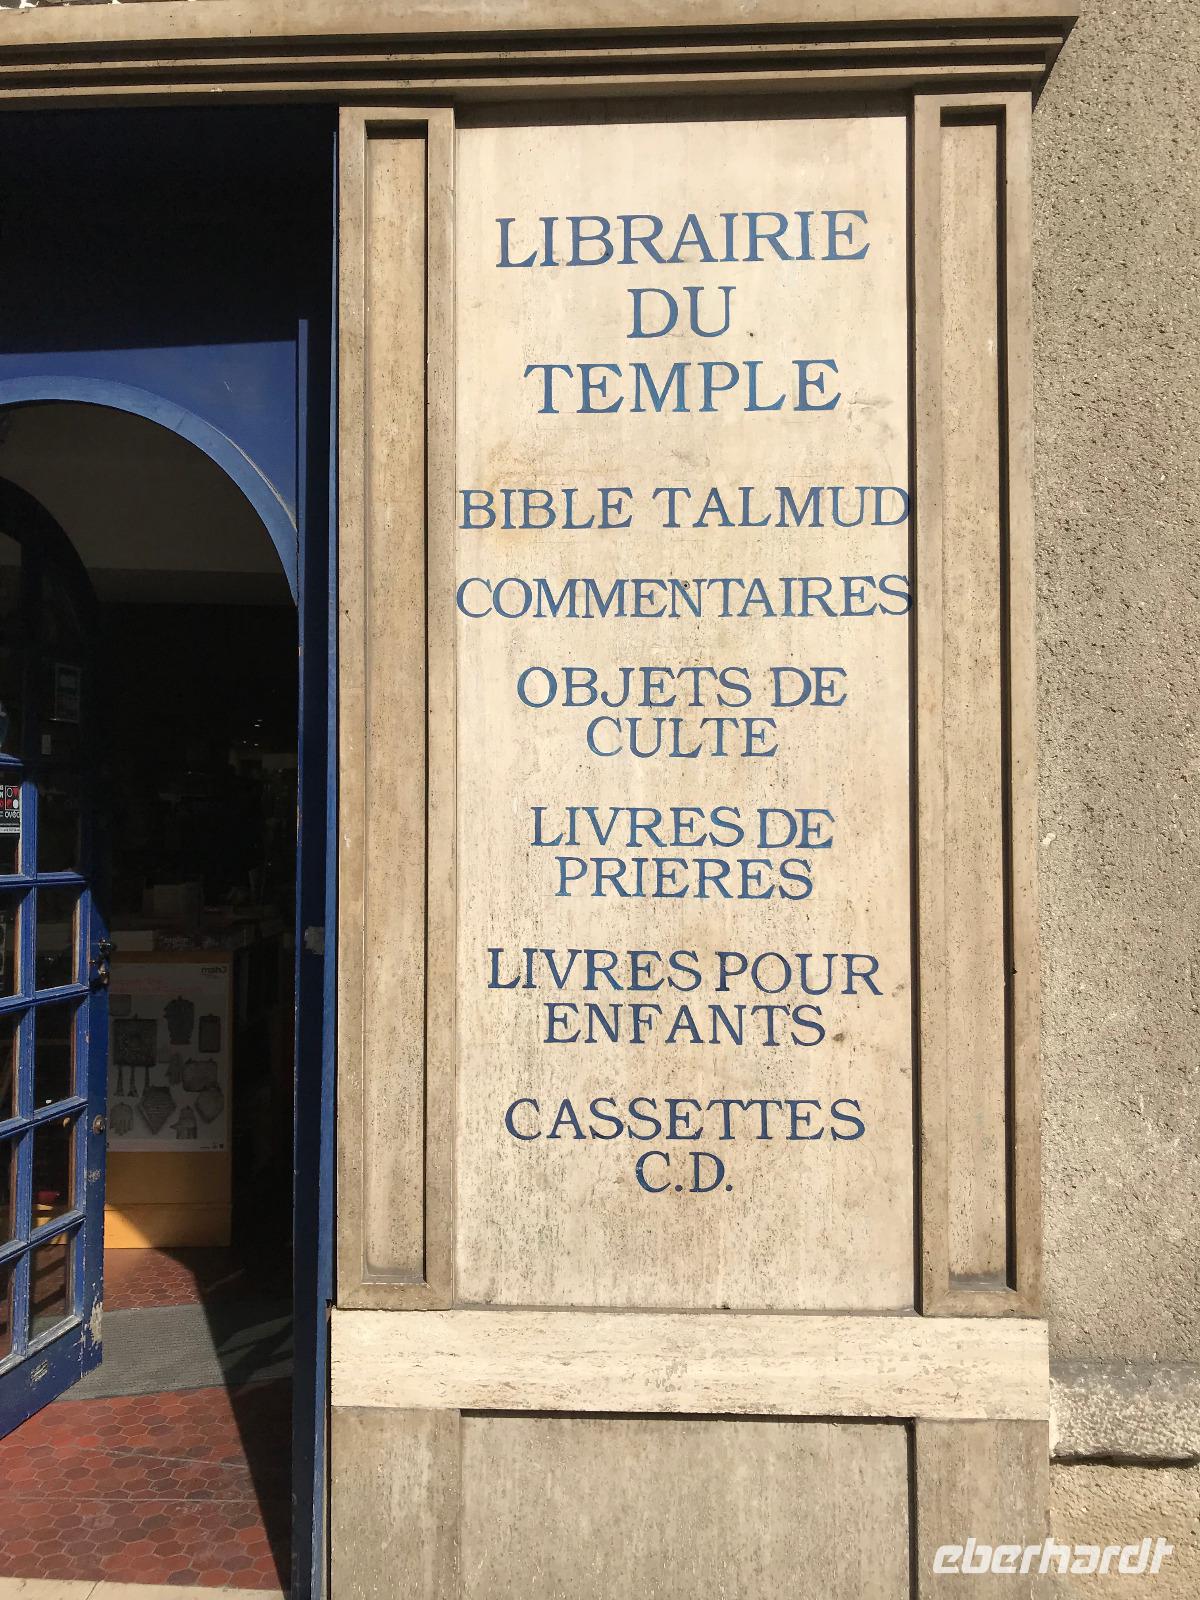 LIBRAIRIE
DU
TEMPLE
BIBLE TALMUD
COMMENTAIRES
OBJETS DE
CULTE
LIVRES DE
PRIERES
LIVRES POUR
ENFANTS
CASSETTES
C.D.
eberhardt